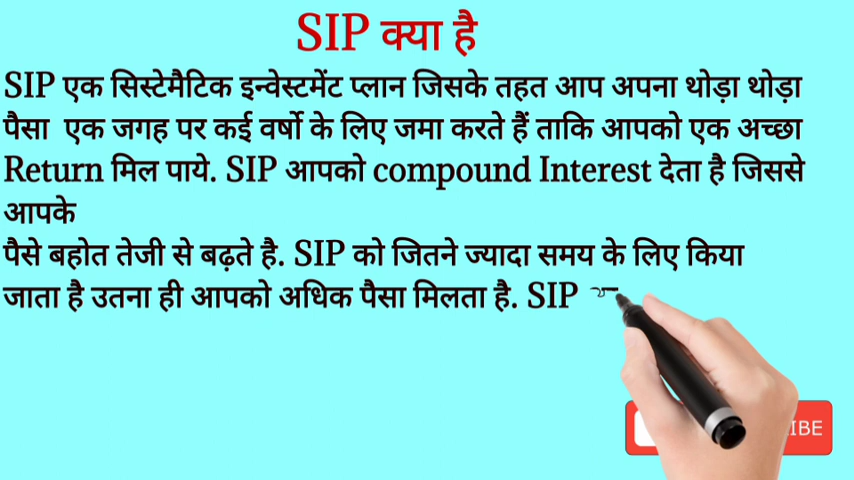 SIP क्या है
SIP एक सिस्टेमैटिक इन्वेस्टमेंट प्लान जिसके तहत आप अपना थोड़ा थोड़ा
पैसा एक जगह पर कई वर्षो के लिए जमा करते हैं ताकि आपको एक अच्छा
Return मिल पाये. SIP आपको compound Interest देता है जिससे
आपके
पैसे बहोत तेजी से बढ़ते है. SIP को जितने ज्यादा समय के लिए किया
जाता है उतना ही आपको अधिक पैसा मिलता है. SIP